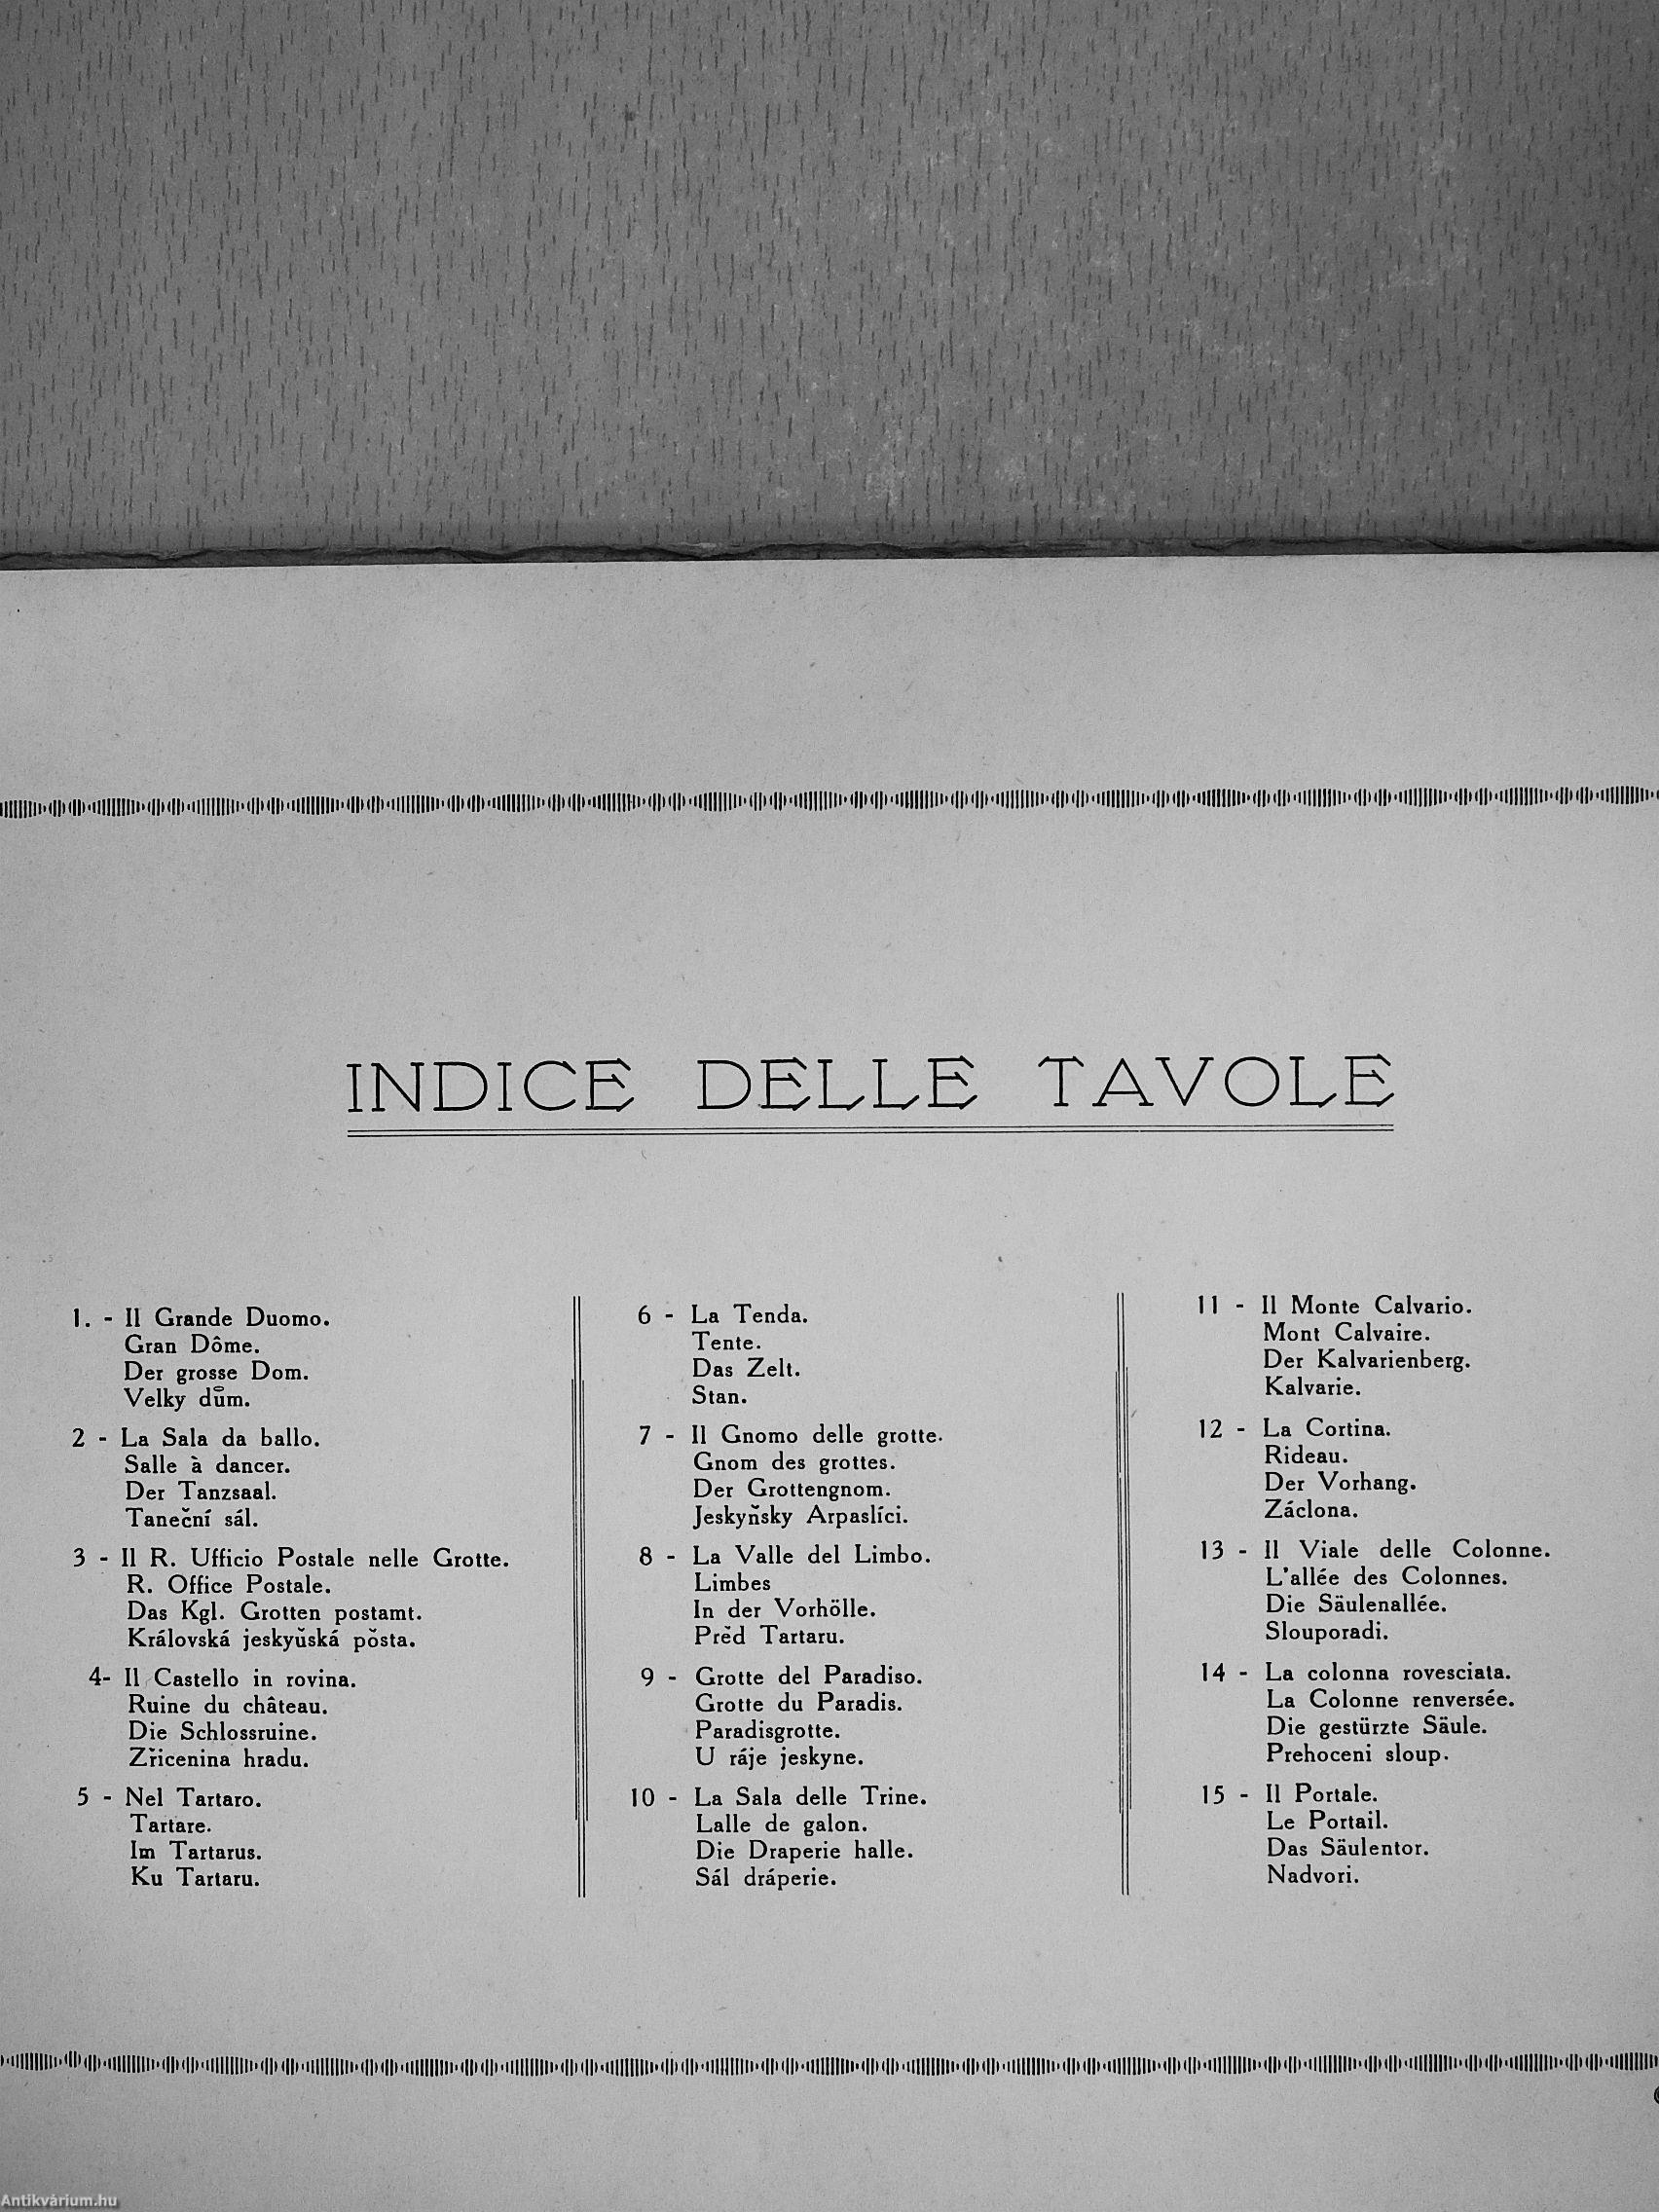 INDICE DELLE TAVOLE
1. - Il Grande Duomo.
Gran Dôme.
Der grosse Dom.
Velky dům.
2 - La Sala da ballo.
Salle à dancer.
Der Tanzsaal.
Taneční sál.
3 - Il R. Ufficio Postale nelle Grotte.
R. Office Postale.
Das Kgl. Grotten postamt.
Královská jeskyŭská pǒsta.
4- Il Castello in rovina.
Ruine du château.
Die Schlossruine.
Zřicenina hradu.
5 - Nel Tartaro.
Tartare.
Im Tartarus.
Ku Tartaru.
6 - La Tenda.
Tente.
Das Zelt.
Stan.
7 - Il Gnomo delle grotte.
Gnom des grottes.
Der Grottengnom.
Jeskyňsky Arpaslíci.
8 - La Valle del Limbo.
Limbes
In der Vorhölle.
Prěd Tartaru.
9 - Grotte del Paradiso.
Grotte du Paradis.
Paradisgrotte.
U ráje jeskyne.
10 - La Sala delle Trine.
Lalle de galon.
Die Draperie halle.
Sál dráperie.
11 - Il Monte Calvario.
Mont Calvaire.
Der Kalvarienberg.
Kalvarie.
12 - La Cortina.
Rideau.
Der Vorhang.
Záclona.
13 - Il Viale delle Colonne.
L'allée des Colonnes.
Die Säulenallée.
Slouporadi.
14 - La colonna rovesciata.
La Colonne renversée.
Die gestürzte Säule.
Prehoceni sloup.
15 - Il Portale.
Le Portail.
Das Säulentor.
Nadvori.
Antikvárium.hu